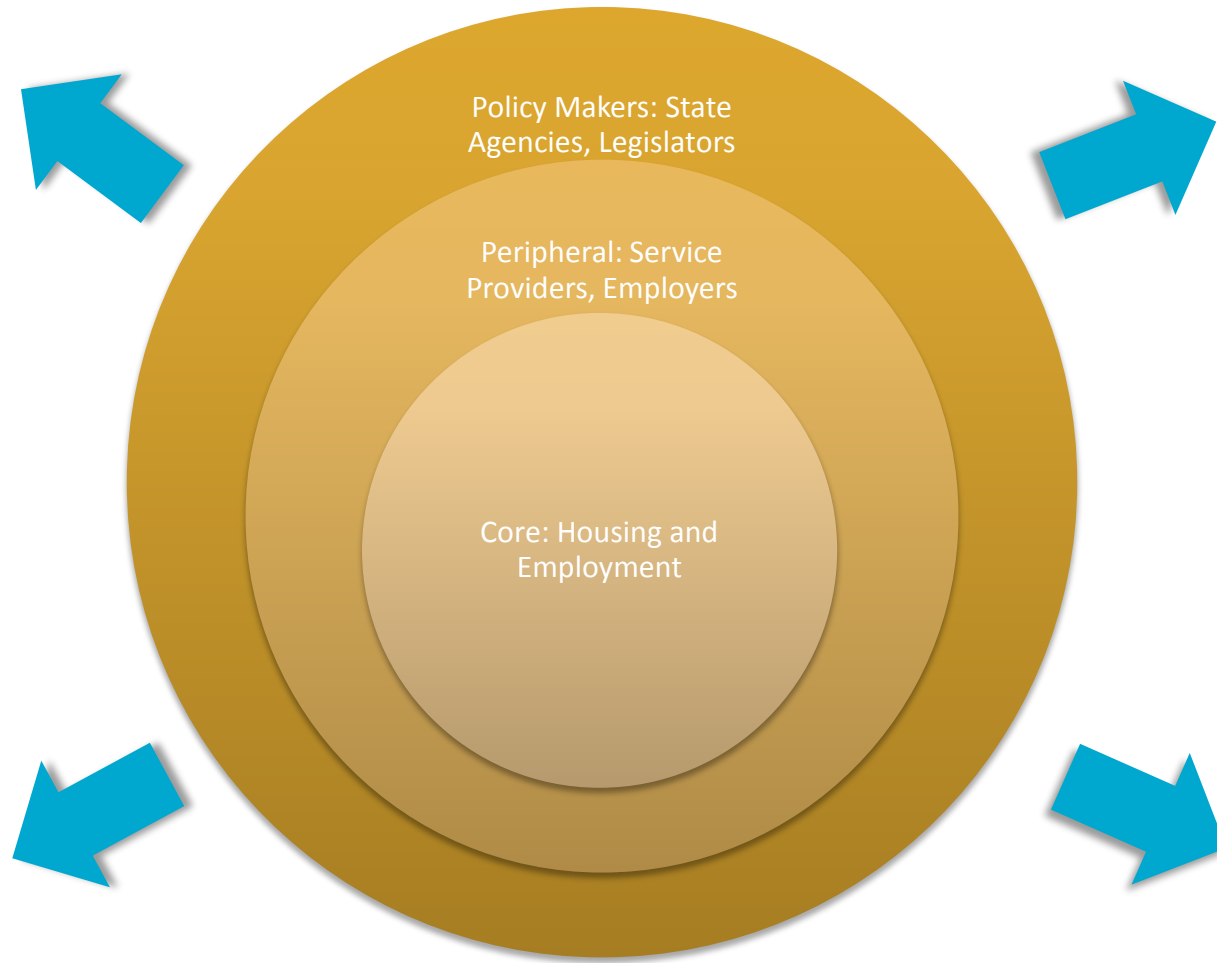 Policy Makers: State
Agencies, Legislators
Peripheral: Service
Providers, Employers
Core: Housing and
Employment